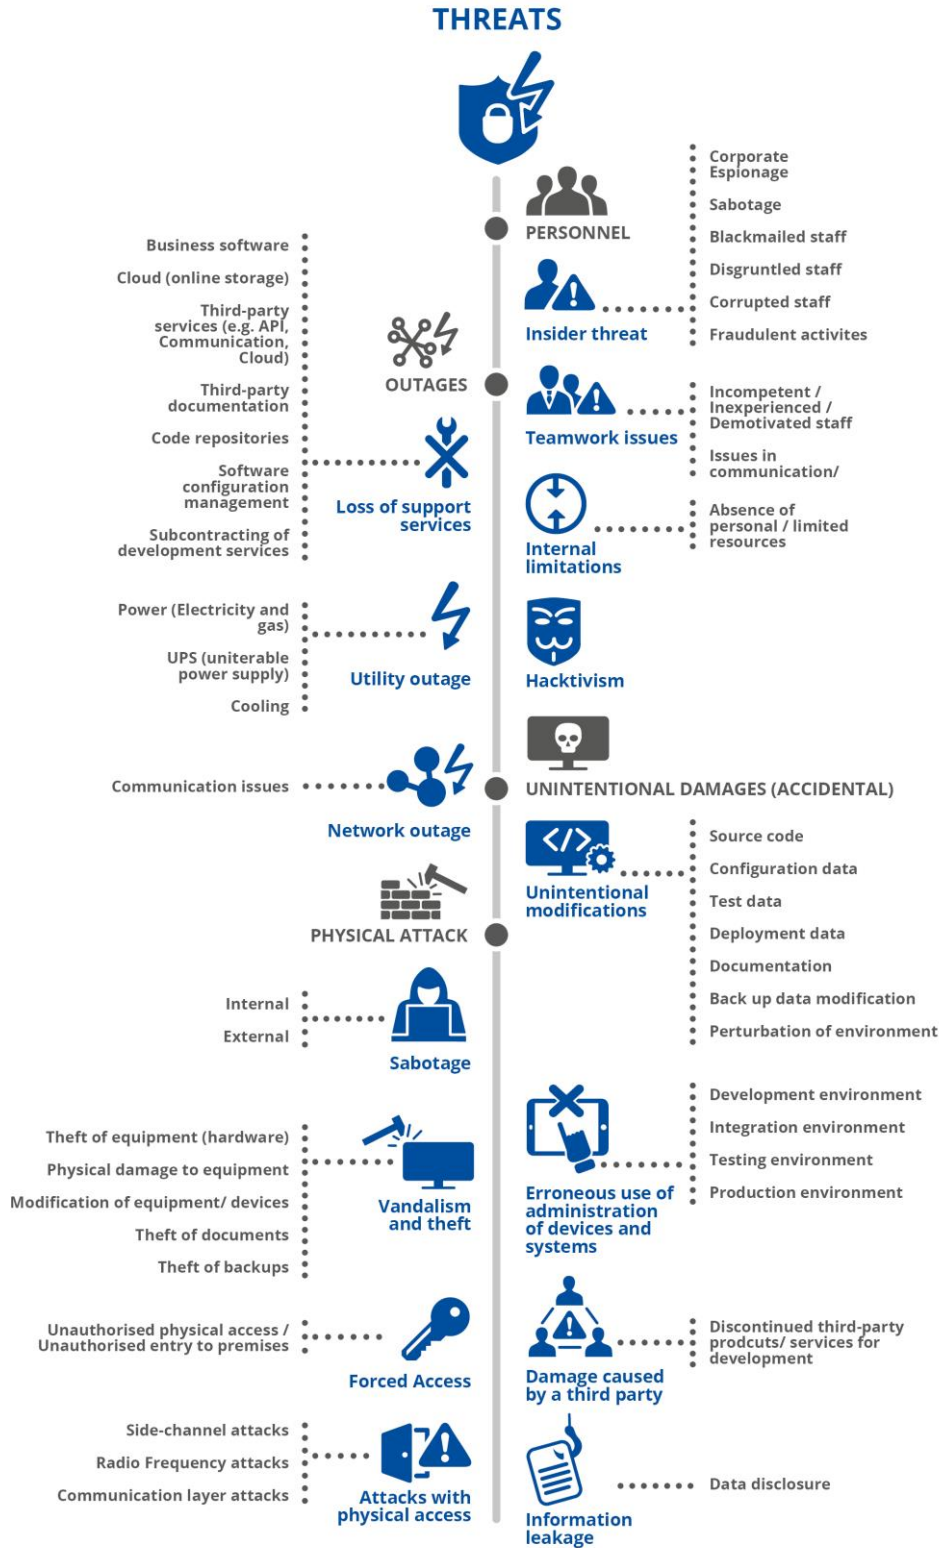 THREATS
PERSONNEL
Insider threat
Corporate
Espionage
Sabotage
Blackmailed staff
Disgruntled staff
Corrupted staff
Fraudulent activites
Teamwork issues
Incompetent /
Inexperienced /
Demotivated staff
Issues in
communication/
Internal
limitations
Absence of
personal / limited
resources
Hacktivism
OUTAGES
Loss of support
services
Business software
Cloud (online storage)
Third-party
services (e.g. API,
Communication,
Cloud)
Third-party
documentation
Code repositories
Software
configuration
management
Subcontracting of
development services
Utility outage
Power (Electricity and
gas)
UPS (uniterable
power supply)
Cooling
Network outage
Communication issues
UNINTENTIONAL DAMAGES (ACCIDENTAL)
Unintentional
modifications
Source code
Configuration data
Test data
Deployment data
Documentation
Back up data modification
Perturbation of environment
Erroneous use of
administration
of devices and
systems
Development environment
Integration environment
Testing environment
Production environment
Damage caused
by a third party
Discontinued third-party
prodcuts/ services for
development
Information
leakage
Data disclosure
PHYSICAL ATTACK
Sabotage
Internal
External
Vandalism
and theft
Theft of equipment (hardware)
Physical damage to equipment
Modification of equipment/ devices
Theft of documents
Theft of backups
Forced Access
Unauthorised physical access /
Unauthorised entry to premises
Attacks with
physical access
Side-channel attacks
Radio Frequency attacks
Communication layer attacks